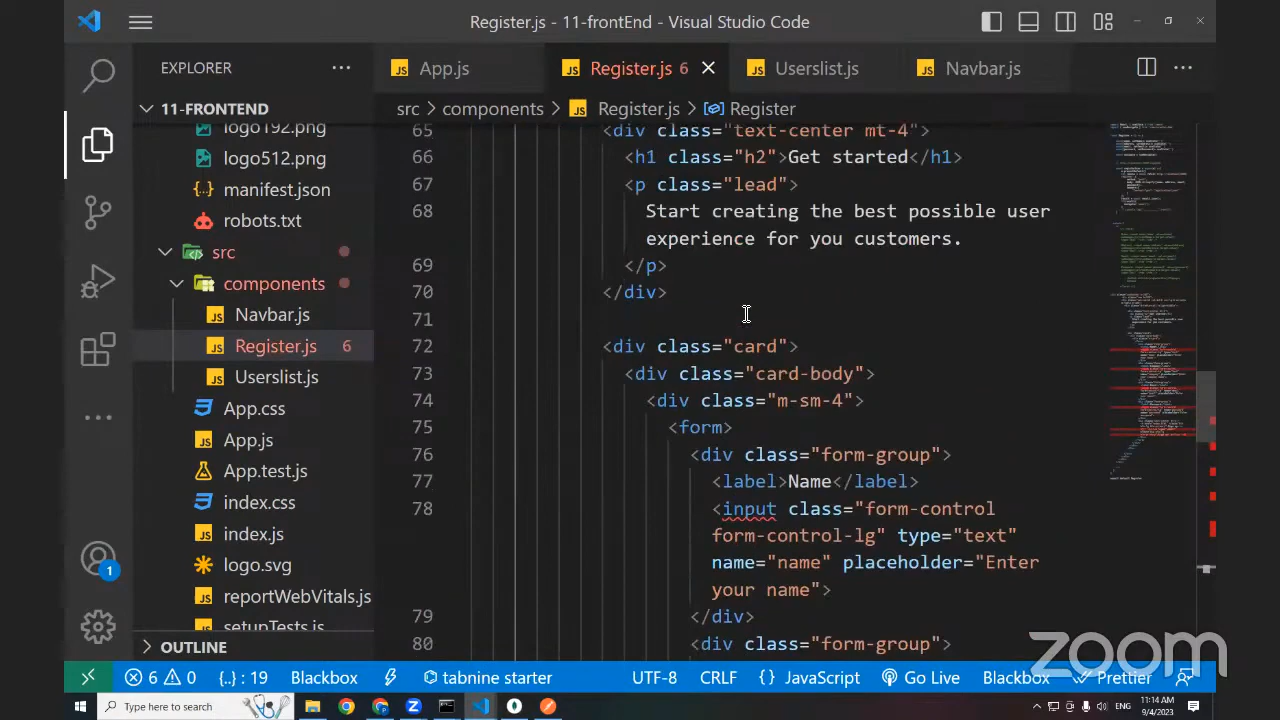 Register.js - 11-frontEnd - Visual Studio Code
EXPLORER
App.js
Register.js 6
Userslist.js
Navbar.js
11-FRONTEND
src
components
Register.js
Register
logo192.png
logo512.png
manifest.json
robots.txt
src
components
Navbar.js
Register.js 6
Userslist.js
App.css
App.js
App.test.js
index.css
index.js
logo.svg
reportWebVitals.js
setupTests.js
OUTLINE
1
65 <div class="text-center mt-4">
66 <h1 class="h2">Get started</h1>
67 <p class="lead">
68 Start creating the best possible user
experience for you customers.
69 </p>
70 </div>
71
72 <div class="card">
73 <div class="card-body">
74 <div class="m-sm-4">
75 <form>
76 <div class="form-group">
77 <label>Name</label>
78 <input class="form-control
form-control-lg" type="text"
name="name" placeholder="Enter
your name">
79 </div>
80 <div class="form-group">
zoom
6 0 {..} : 19 Blackbox tabnine starter UTF-8 CRLF {} JavaScript Go Live Blackbox Prettier
Type here to search
ENG
11:14 AM
9/4/2023